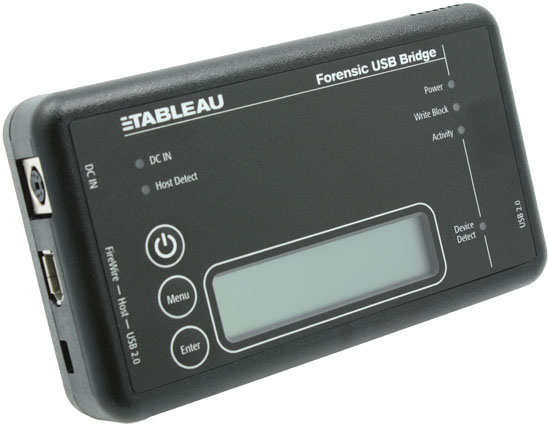 Forensic USB Bridge
TABLEAU
Power
Write Block
Activity
DC IN
Host Detect
DC IN
FireWire — Host — USB 2.0
Menu
Enter
Device
Detect
USB 2.0